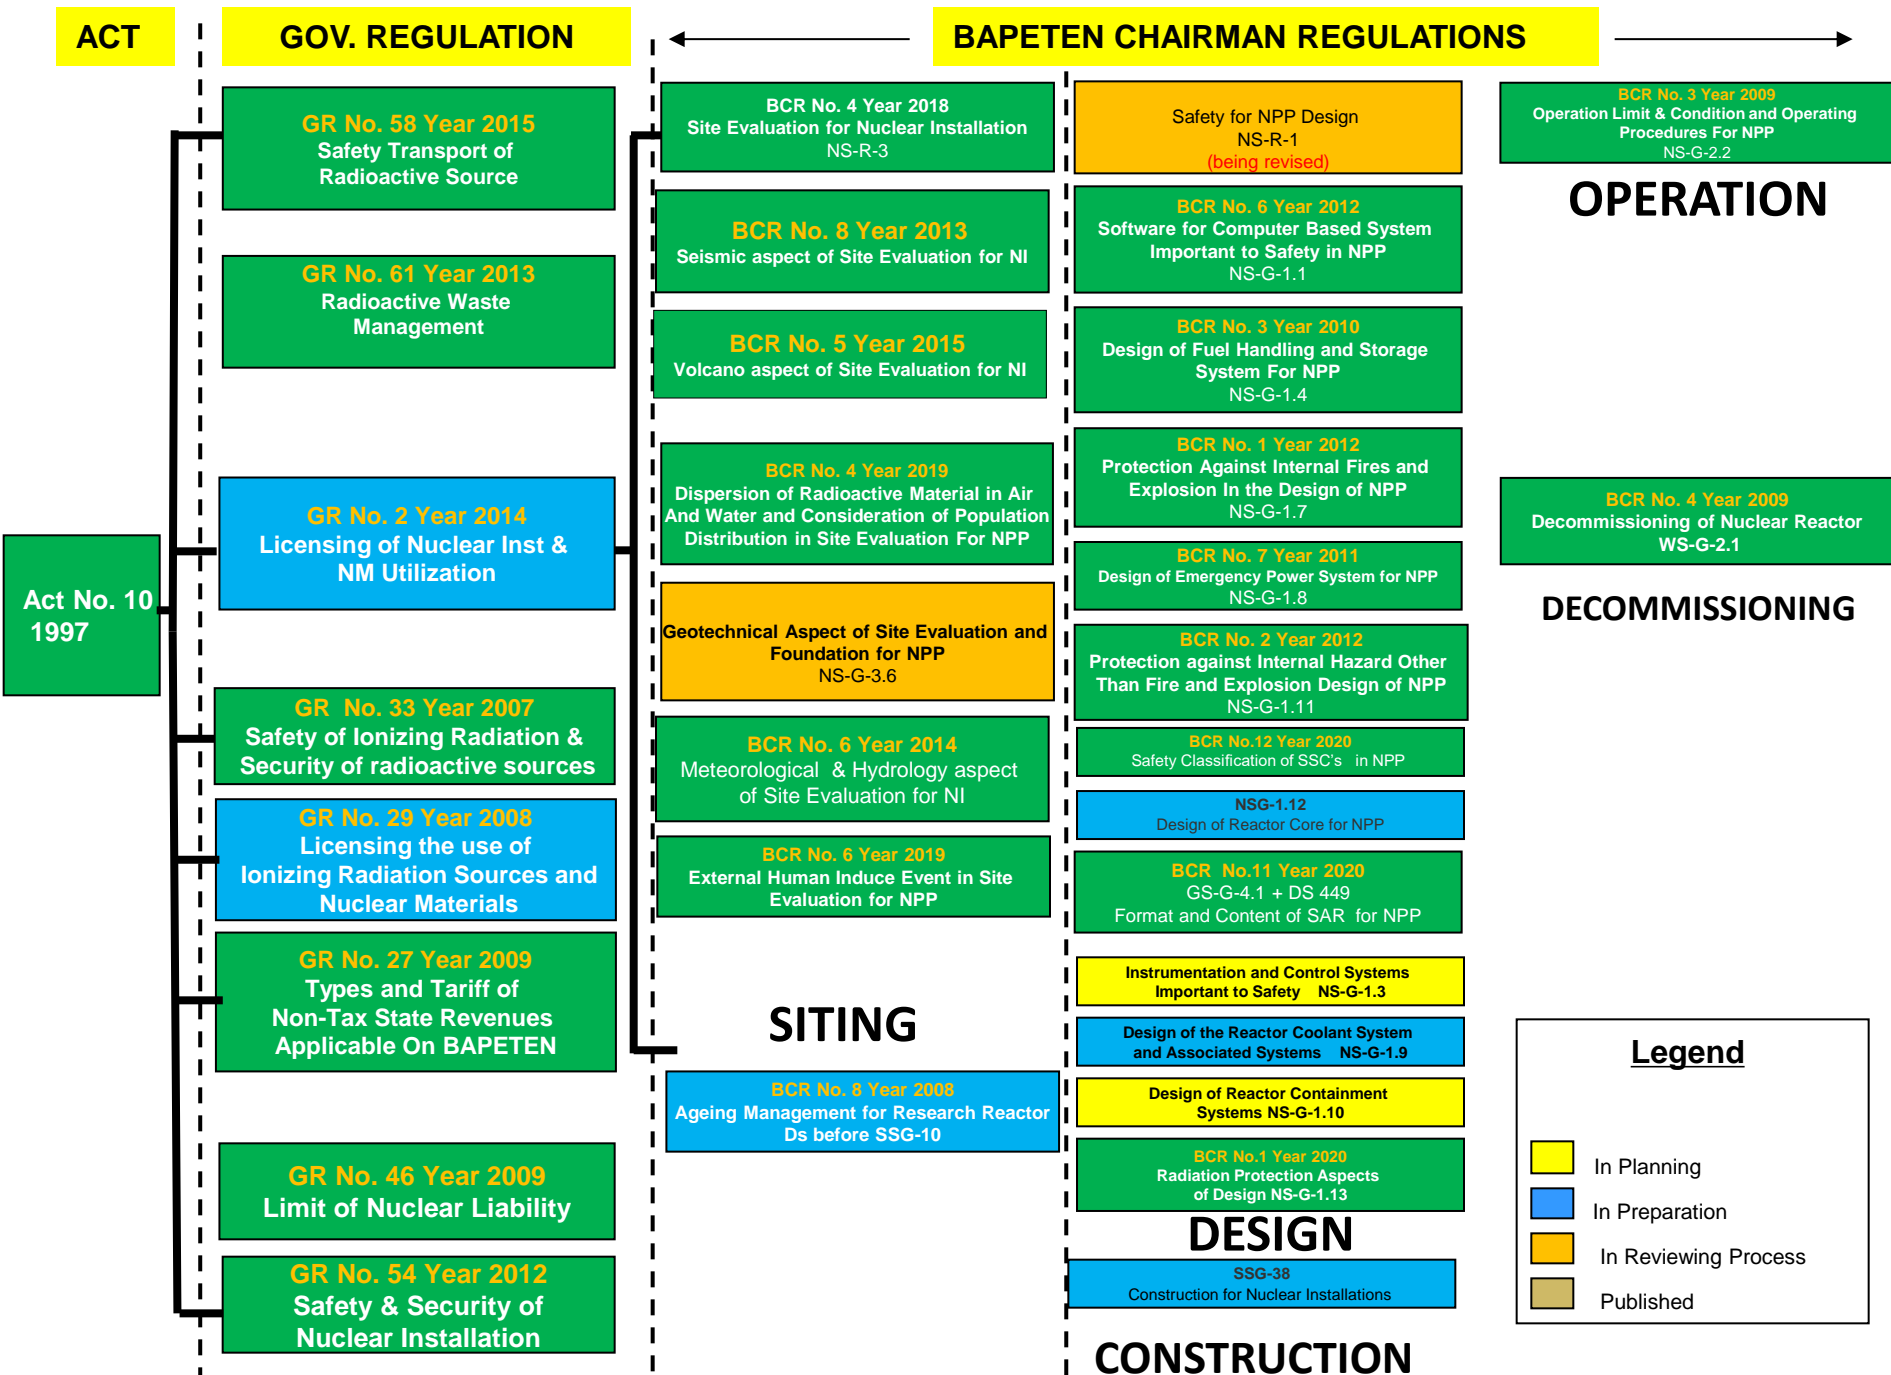 ACT
GOV. REGULATION
BAPETEN CHAIRMAN REGULATIONS
Act No. 10
1997
GR No. 58 Year 2015
Safety Transport of
Radioactive Source
GR No. 61 Year 2013
Radioactive Waste
Management
GR No. 2 Year 2014
Licensing of Nuclear Inst &
NM Utilization
GR No. 33 Year 2007
Safety of Ionizing Radiation &
Security of radioactive sources
GR No. 29 Year 2008
Licensing the use of
Ionizing Radiation Sources and
Nuclear Materials
GR No. 27 Year 2009
Types and Tariff of
Non-Tax State Revenues
Applicable On BAPETEN
GR No. 46 Year 2009
Limit of Nuclear Liability
GR No. 54 Year 2012
Safety & Security of
Nuclear Installation
BCR No. 4 Year 2018
Site Evaluation for Nuclear Installation
NS-R-3
BCR No. 8 Year 2013
Seismic aspect of Site Evaluation for NI
BCR No. 5 Year 2015
Volcano aspect of Site Evaluation for NI
BCR No. 4 Year 2019
Dispersion of Radioactive Material in Air
And Water and Consideration of Population
Distribution in Site Evaluation For NPP
Geotechnical Aspect of Site Evaluation and
Foundation for NPP
NS-G-3.6
BCR No. 6 Year 2014
Meteorological & Hydrology aspect
of Site Evaluation for NI
BCR No. 6 Year 2019
External Human Induce Event in Site
Evaluation for NPP
SITING
BCR No. 8 Year 2008
Ageing Management for Research Reactor
Ds before SSG-10
Safety for NPP Design
NS-R-1
(being revised)
BCR No. 6 Year 2012
Software for Computer Based System
Important to Safety in NPP
NS-G-1.1
BCR No. 3 Year 2010
Design of Fuel Handling and Storage
System For NPP
NS-G-1.4
BCR No. 1 Year 2012
Protection Against Internal Fires and
Explosion In the Design of NPP
NS-G-1.7
BCR No. 7 Year 2011
Design of Emergency Power System for NPP
NS-G-1.8
BCR No. 2 Year 2012
Protection against Internal Hazard Other
Than Fire and Explosion Design of NPP
NS-G-1.11
BCR No.12 Year 2020
Safety Classification of SSC's in NPP
NSG-1.12
Design of Reactor Core for NPP
BCR No.11 Year 2020
GS-G-4.1 + DS 449
Format and Content of SAR for NPP
Instrumentation and Control Systems
Important to Safety NS-G-1.3
Design of the Reactor Coolant System
and Associated Systems NS-G-1.9
Design of Reactor Containment
Systems NS-G-1.10
BCR No.1 Year 2020
Radiation Protection Aspects
of Design NS-G-1.13
DESIGN
SSG-38
Construction for Nuclear Installations
CONSTRUCTION
BCR No. 3 Year 2009
Operation Limit & Condition and Operating
Procedures For NPP
NS-G-2.2
OPERATION
BCR No. 4 Year 2009
Decommissioning of Nuclear Reactor
WS-G-2.1
DECOMMISSIONING
Legend
In Planning
In Preparation
In Reviewing Process
Published